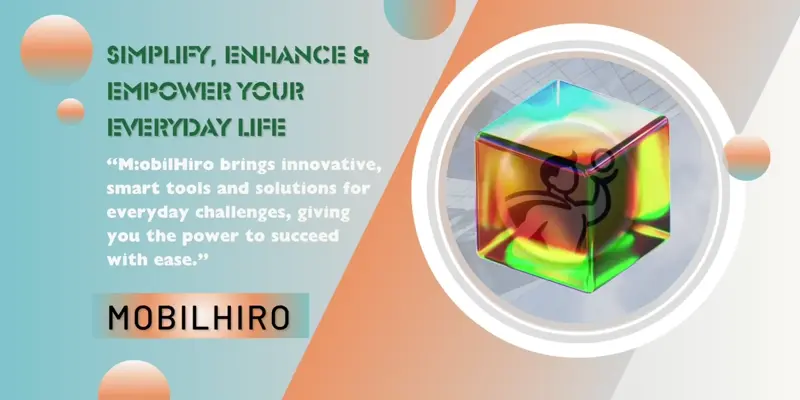 SIMPLIFY, ENHANCE &
EMPOWER YOUR
EVERYDAY LIFE
“M:obilHiro brings innovative,
smart tools and solutions for
everyday challenges, giving
you the power to succeed
with ease.”
MOBILHIRO